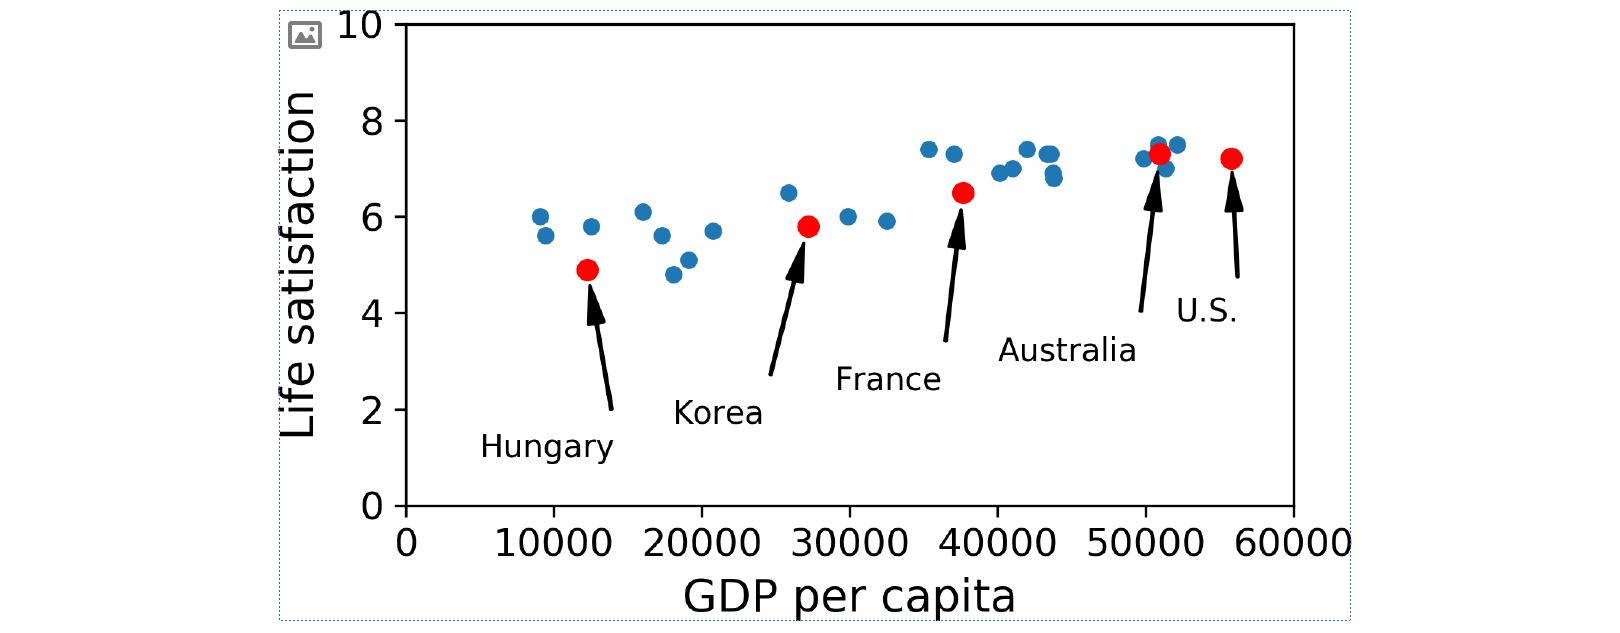 10
8
6
4
2
0
Life satisfaction
Hungary
Korea
France
Australia
U.S.
0 10000 20000 30000 40000 50000 60000
GDP per capita